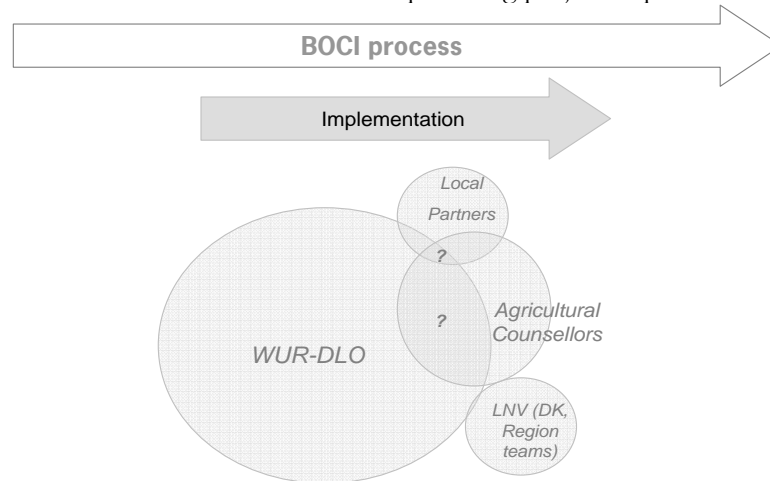 BOCI process
Implementation
Local
Partners
?
?
Agricultural
Counsellors
WUR-DLO
LNV (DK,
Region
teams)